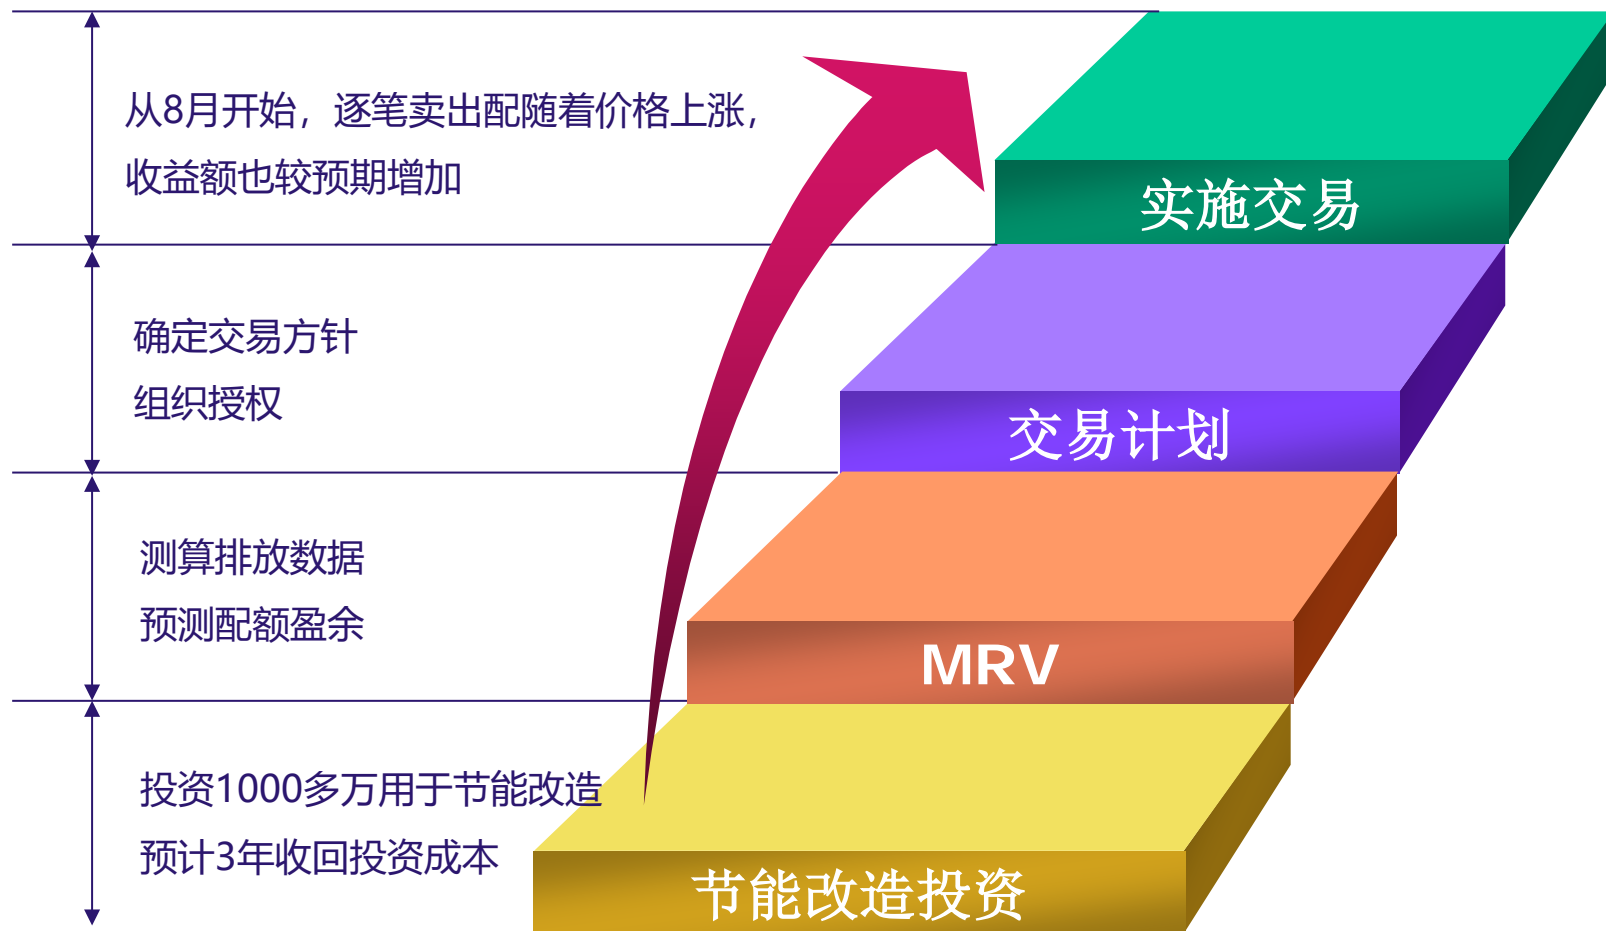 从8月开始，逐笔卖出配随着价格上涨，
收益额也较预期增加
实施交易
确定交易方针
组织授权
交易计划
测算排放数据
预测配额盈余
MRV
投资1000多万用于节能改造
预计3年收回投资成本
节能改造投资